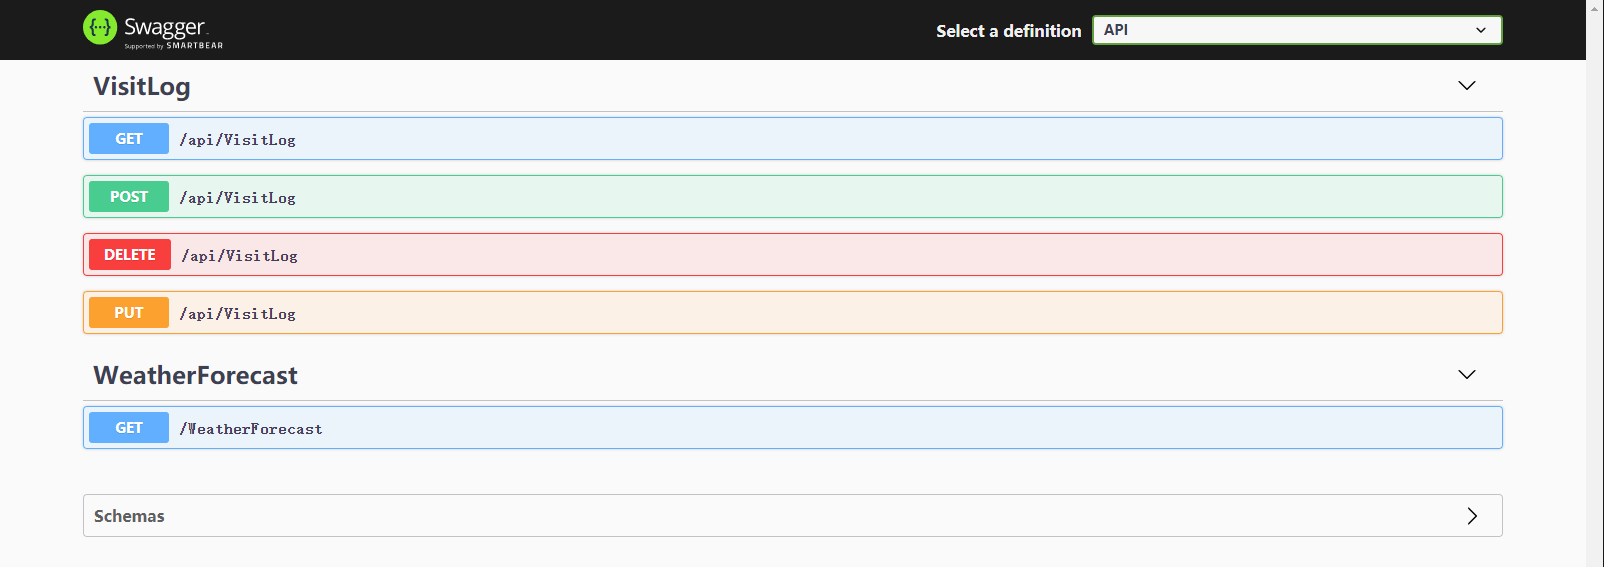 Swagger
Supported by SMARTBEAR
Select a definition
API
VisitLog
GET /api/VisitLog
POST /api/VisitLog
DELETE /api/VisitLog
PUT /api/VisitLog
WeatherForecast
GET /WeatherForecast
Schemas